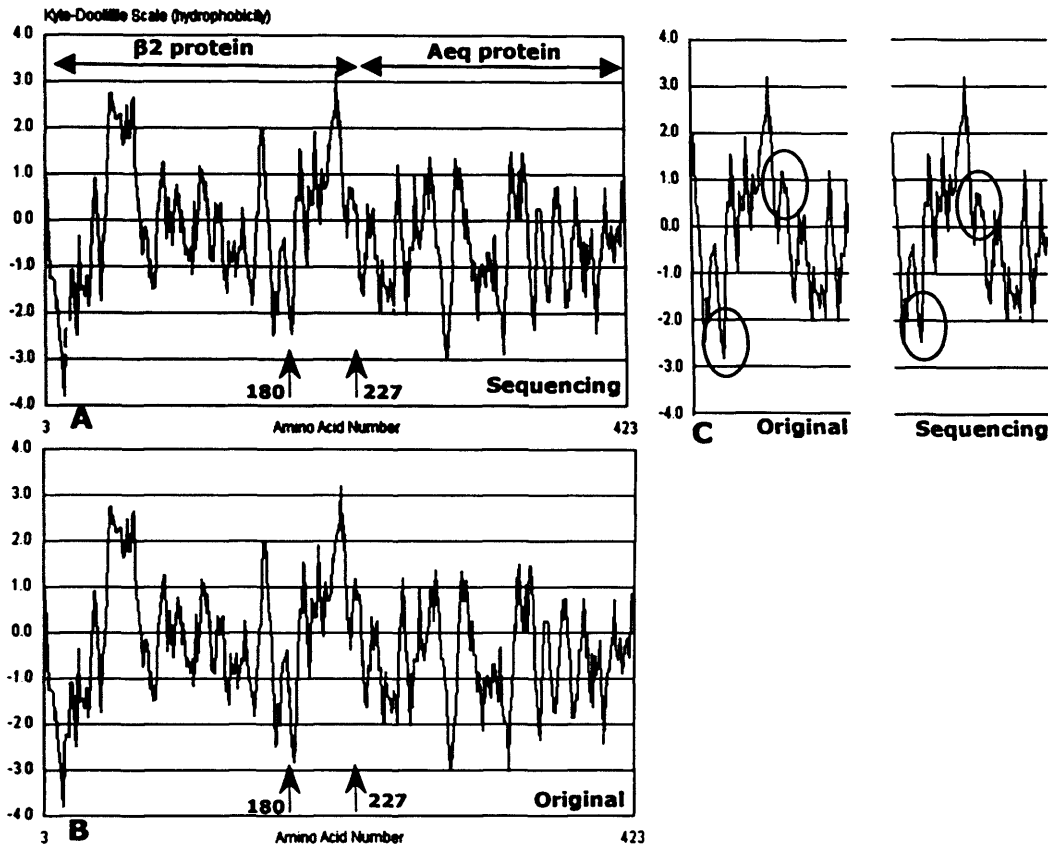 Kyte-Doolittle Scale (hydrophobicity)
4.0
3.0
2.0
1.0
0.0
-1.0
-2.0
-3.0
-4.0
β2 protein
Aeq protein
180
227
Sequencing
A
3
Amino Acid Number
423
4.0
3.0
2.0
1.0
0.0
-1.0
-2.0
-3.0
-4.0
180
227
Original
B
3
Amino Acid Number
423
4.0
3.0
2.0
1.0
0.0
-1.0
-2.0
-3.0
-4.0
C
Original
Sequencing